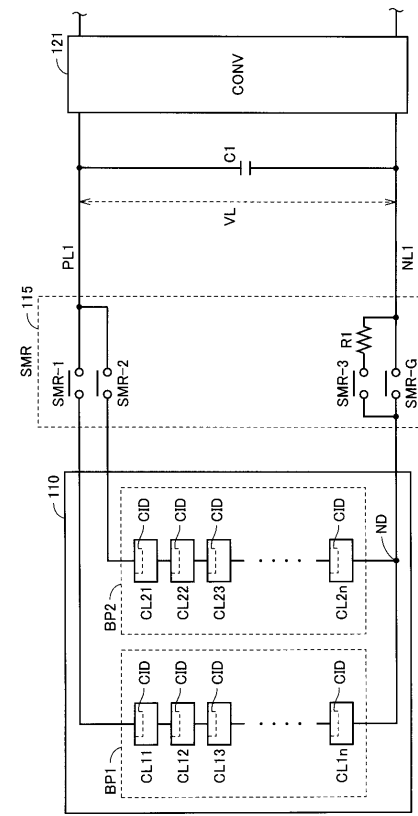 110
BP1
CID
CL11
CID
CL12
CID
CL13
CID
CL1n
BP2
CID
CL21
CID
CL22
CID
CL23
CID
CL2n
ND
SMR
115
SMR-1
SMR-2
SMR-3
R1
SMR-G
PL1
VL
NL1
C1
121
CONV